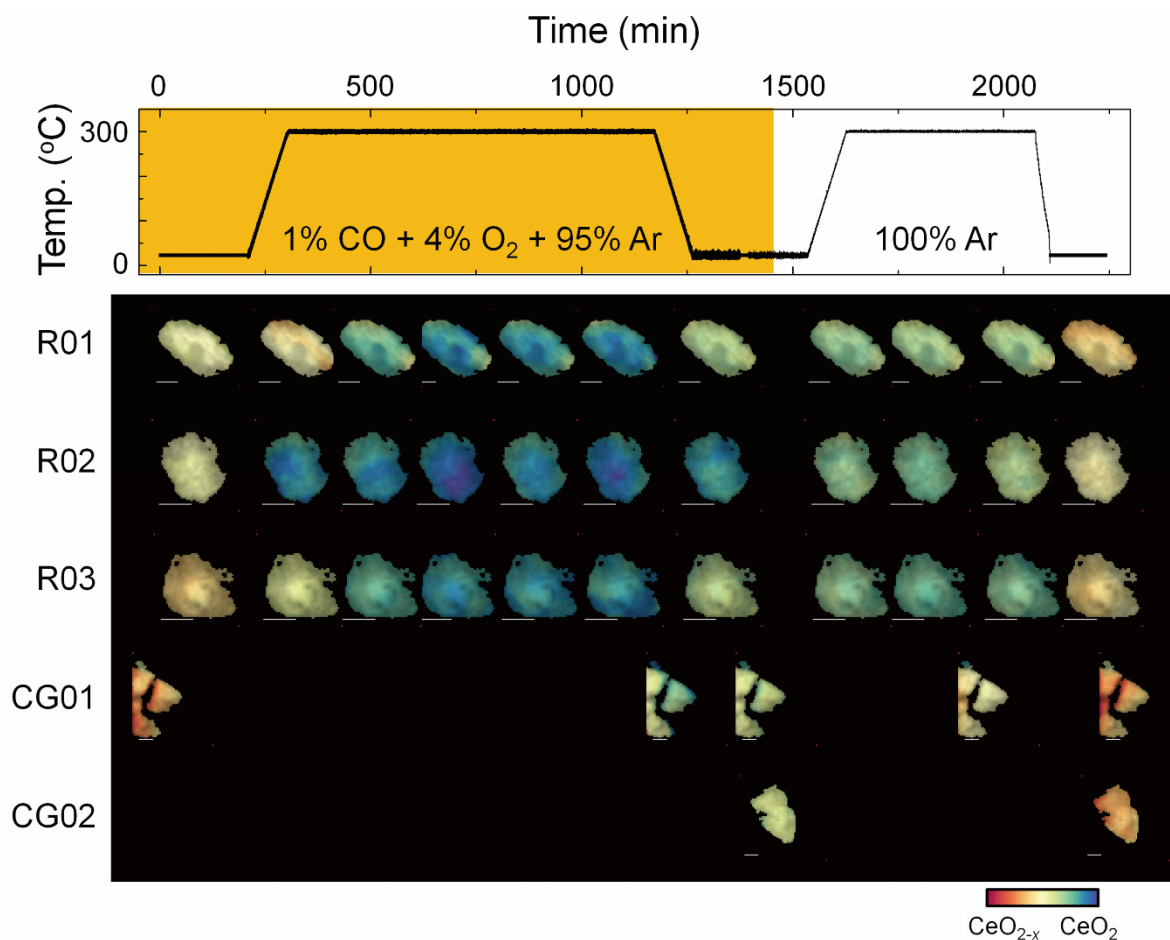 Time (min)
0 500 1000 1500 2000
Temp. (ºC)
300
0
1% CO + 4% O₂ + 95% Ar
100% Ar
R01
R02
R03
CG01
CG02
CeO₂₋ₓ CeO₂